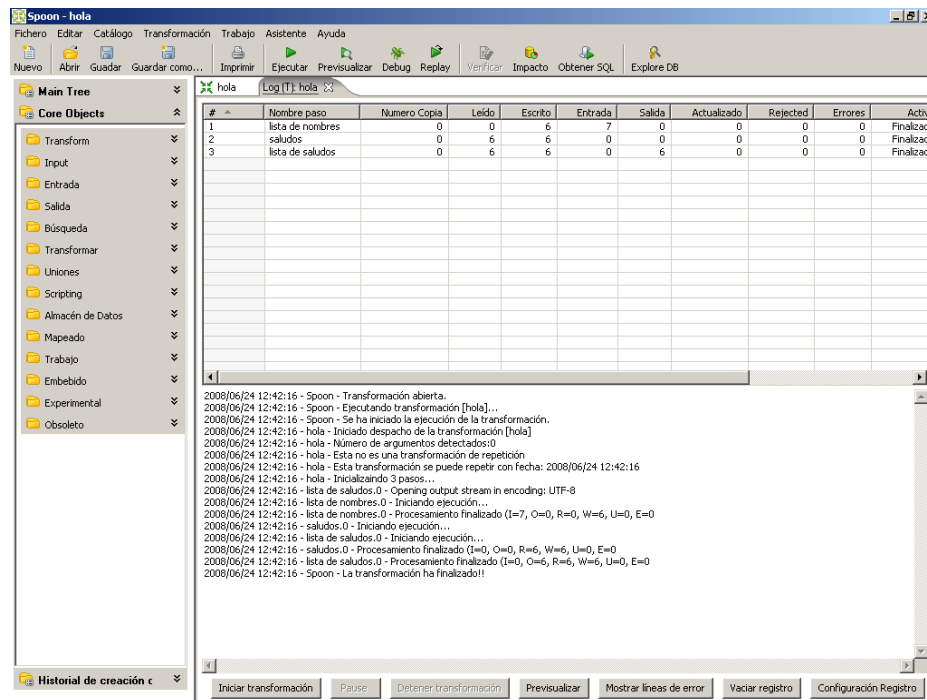 Spoon - hola
Fichero Editar Catálogo Transformación Trabajo Asistente Ayuda
Nuevo Abrir Guadar Guardar como... Imprimir Ejecutar Previsualizar Debug Replay Verificar Impacto Obtener SQL Explore DB
Main Tree
Core Objects
Transform
Input
Entrada
Salida
Búsqueda
Transformar
Uniones
Scripting
Almacén de Datos
Mapeado
Trabajo
Embebido
Experimental
Obsoleto
Historial de creación c
hola Log (T): hola
# Nombre paso Numero Copia Leído Escrito Entrada Salida Actualizado Rejected Errores Activ
1 lista de nombres 0 0 6 7 0 0 0 0 Finalizad
2 saludos 0 6 6 0 0 0 0 0 Finalizad
3 lista de saludos 0 6 6 0 6 0 0 0 Finalizad
2008/06/24 12:42:16 - Spoon - Transformación abierta.
2008/06/24 12:42:16 - Spoon - Ejecutando transformación [hola]...
2008/06/24 12:42:16 - Spoon - Se ha iniciado la ejecución de la transformación.
2008/06/24 12:42:16 - hola - Iniciado despacho de la transformación [hola]
2008/06/24 12:42:16 - hola - Número de argumentos detectados:0
2008/06/24 12:42:16 - hola - Esta no es una transformación de repetición
2008/06/24 12:42:16 - hola - Esta transformación se puede repetir con fecha: 2008/06/24 12:42:16
2008/06/24 12:42:16 - hola - Inicializando 3 pasos...
2008/06/24 12:42:16 - lista de saludos.0 - Opening output stream in encoding: UTF-8
2008/06/24 12:42:16 - lista de nombres.0 - Iniciando ejecución...
2008/06/24 12:42:16 - lista de nombres.0 - Procesamiento finalizado (I=7, O=0, R=0, W=6, U=0, E=0
2008/06/24 12:42:16 - saludos.0 - Iniciando ejecución...
2008/06/24 12:42:16 - lista de saludos.0 - Iniciando ejecución...
2008/06/24 12:42:16 - saludos.0 - Procesamiento finalizado (I=0, O=0, R=6, W=6, U=0, E=0
2008/06/24 12:42:16 - lista de saludos.0 - Procesamiento finalizado (I=0, O=6, R=6, W=6, U=0, E=0
2008/06/24 12:42:16 - Spoon - La transformación ha finalizado!!
Iniciar transformación Pause Detener transformación Previsualizar Mostrar líneas de error Vaciar registro Configuración Registro